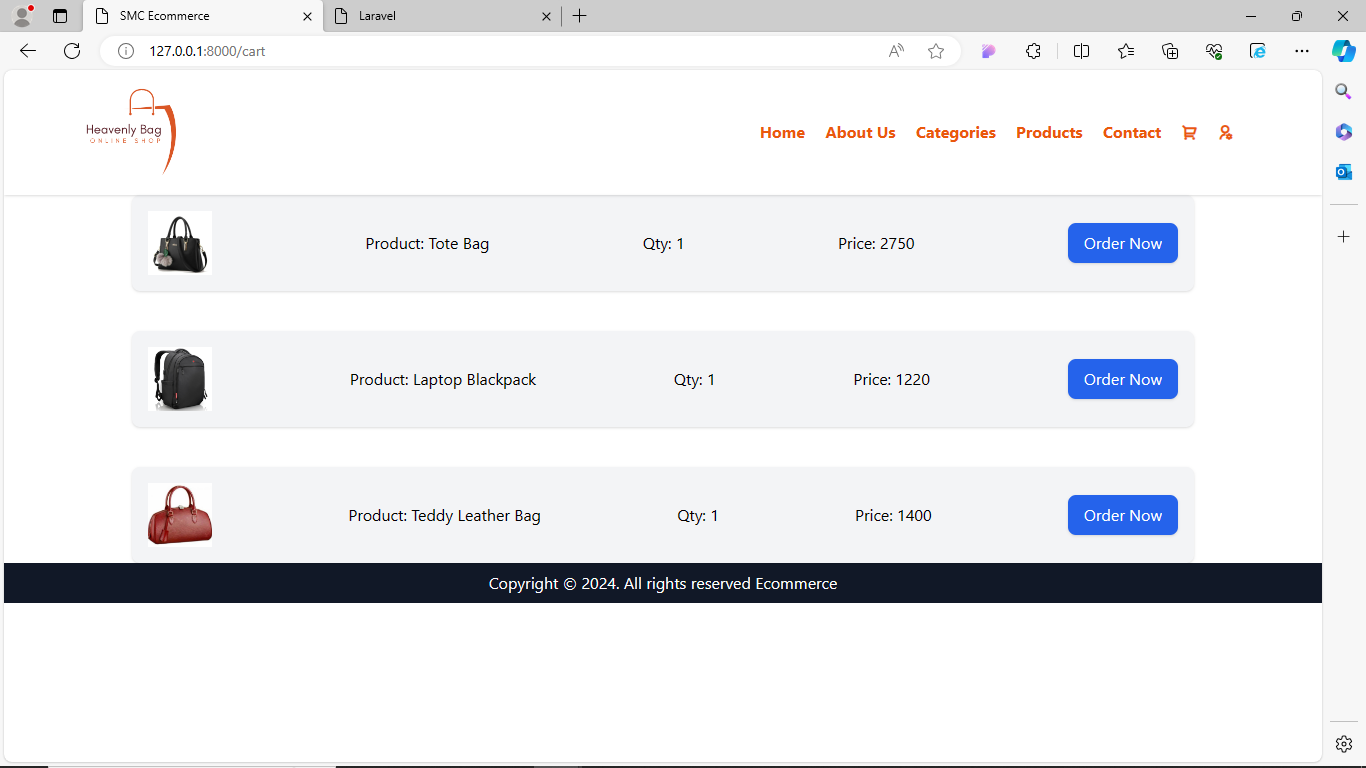 SMC Ecommerce
Laravel
127.0.0.1:8000/cart
Heavenly Bag
ONLINE SHOP
Home About Us Categories Products Contact
Product: Tote Bag Qty: 1 Price: 2750 Order Now
Product: Laptop Blackpack Qty: 1 Price: 1220 Order Now
Product: Teddy Leather Bag Qty: 1 Price: 1400 Order Now
Copyright © 2024. All rights reserved Ecommerce